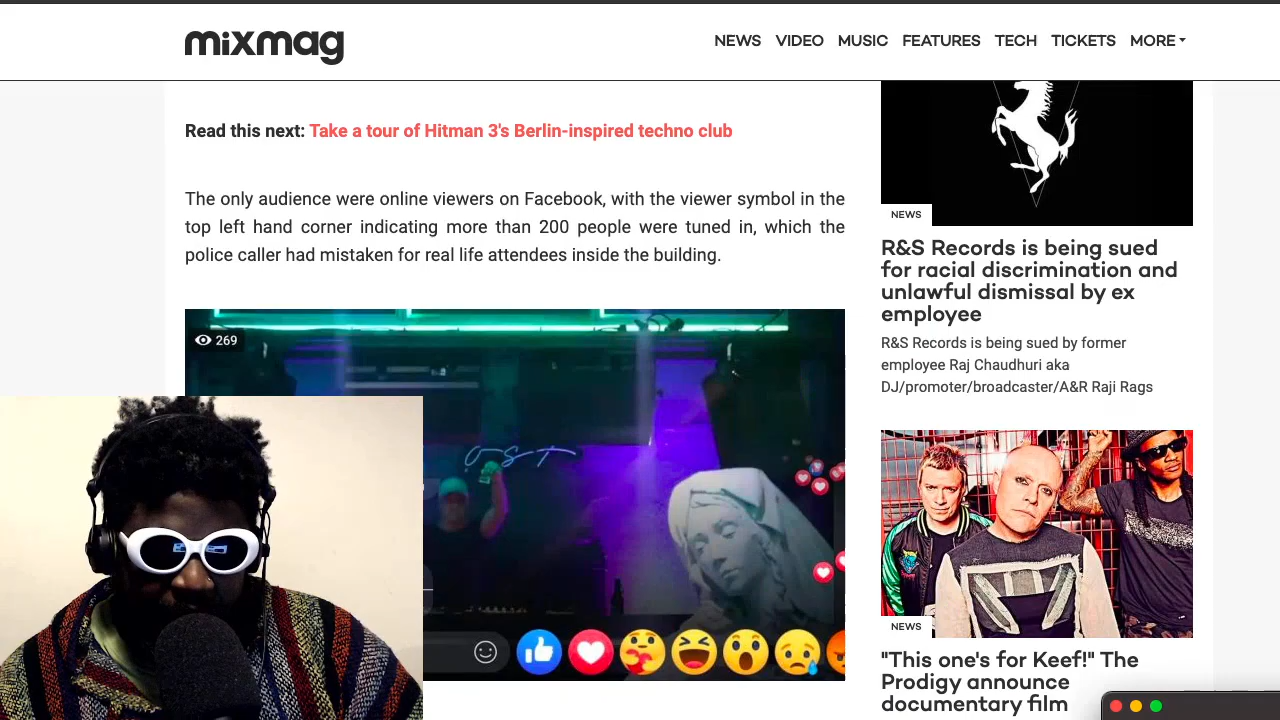 mixmag
NEWS VIDEO MUSIC FEATURES TECH TICKETS MORE
Read this next: Take a tour of Hitman 3's Berlin-inspired techno club
The only audience were online viewers on Facebook, with the viewer symbol in the
top left hand corner indicating more than 200 people were tuned in, which the
police caller had mistaken for real life attendees inside the building.
269
OST
NEWS
R&S Records is being sued
for racial discrimination and
unlawful dismissal by ex
employee
R&S Records is being sued by former
employee Raj Chaudhuri aka
DJ/promoter/broadcaster/A&R Raji Rags
NEWS
"This one's for Keef!" The
Prodigy announce
documentary film